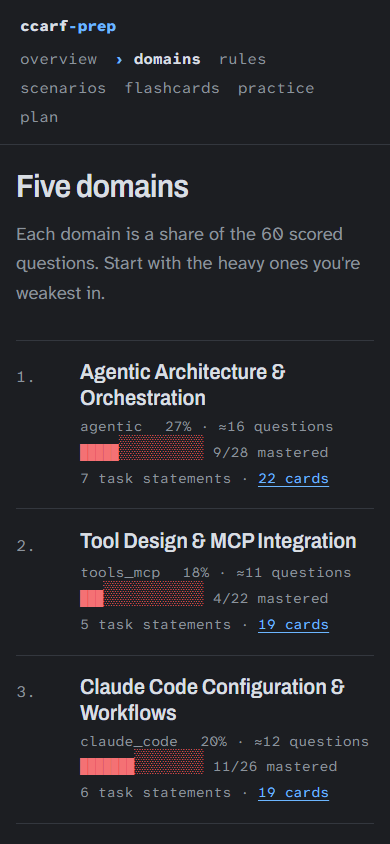 ccarf-prep
overview › domains rules
scenarios flashcards practice
plan
Five domains
Each domain is a share of the 60 scored
questions. Start with the heavy ones you're
weakest in.
1.
Agentic Architecture &
Orchestration
agentic 27% · ≈16 questions
9/28 mastered
7 task statements · 22 cards
2.
Tool Design & MCP Integration
tools_mcp 18% · ≈11 questions
4/22 mastered
5 task statements · 19 cards
3.
Claude Code Configuration &
Workflows
claude_code 20% · ≈12 questions
11/26 mastered
6 task statements · 19 cards